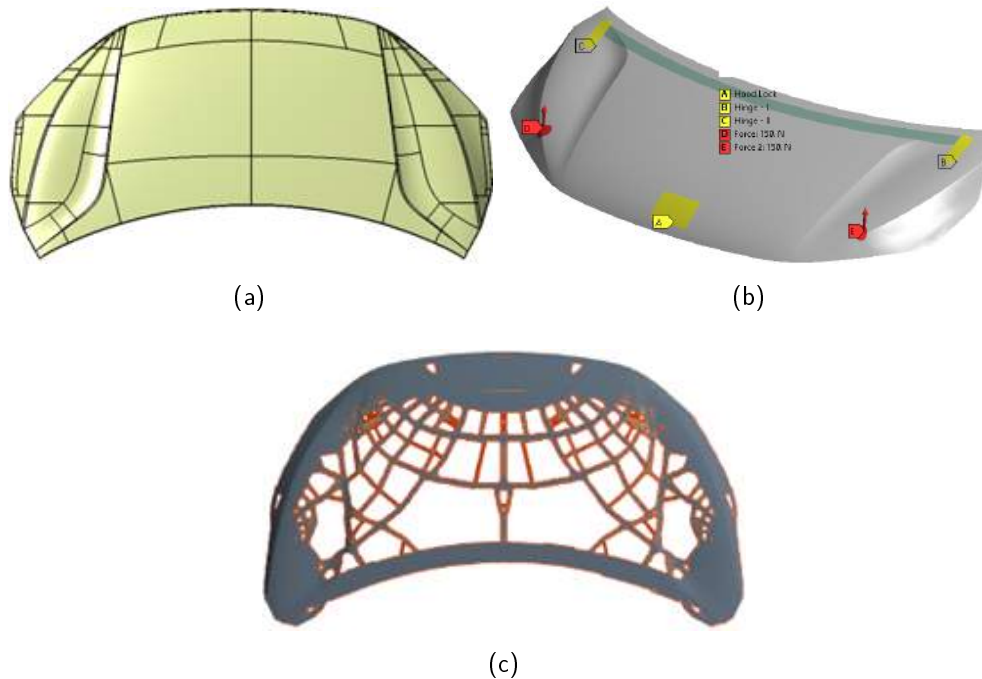 (a)
C
D
A Hood Lock
B Hinge - I
C Hinge - II
D Force: 150 N
E Force 2: 150 N
B
A
E
(b)
(c)